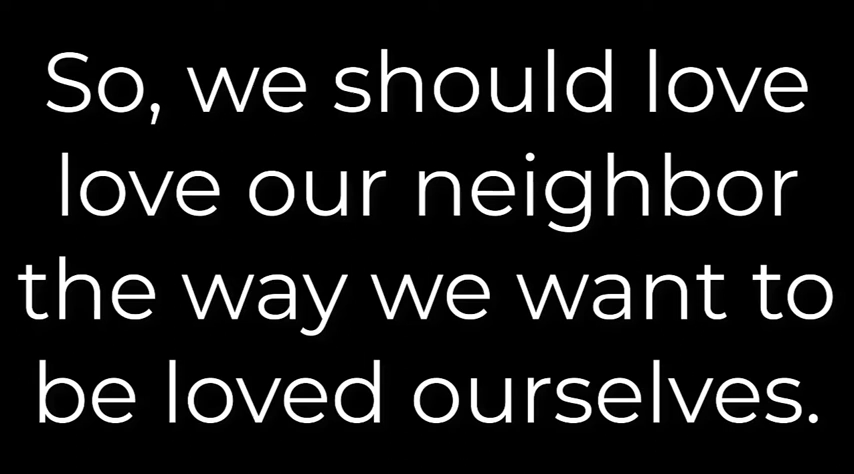 So, we should love
love our neighbor
the way we want to
be loved ourselves.